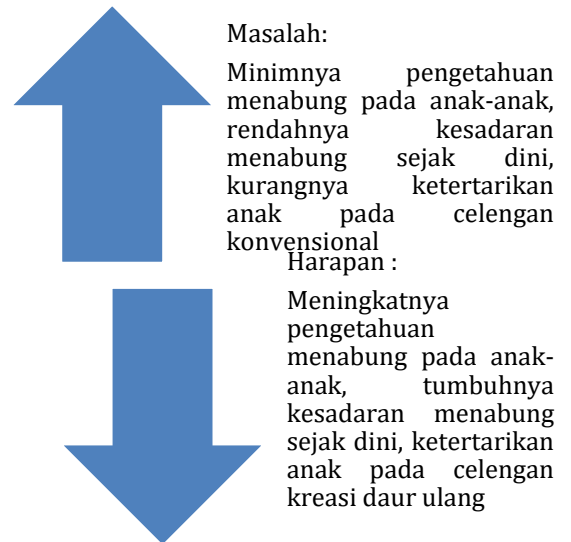 Masalah:
Minimnya pengetahuan
menabung pada anak-anak,
rendahnya kesadaran
menabung sejak dini,
kurangnya ketertarikan
anak pada celengan
konvensional
Harapan :
Meningkatnya
pengetahuan
menabung pada anak-
anak, tumbuhnya
kesadaran menabung
sejak dini, ketertarikan
anak pada celengan
kreasi daur ulang